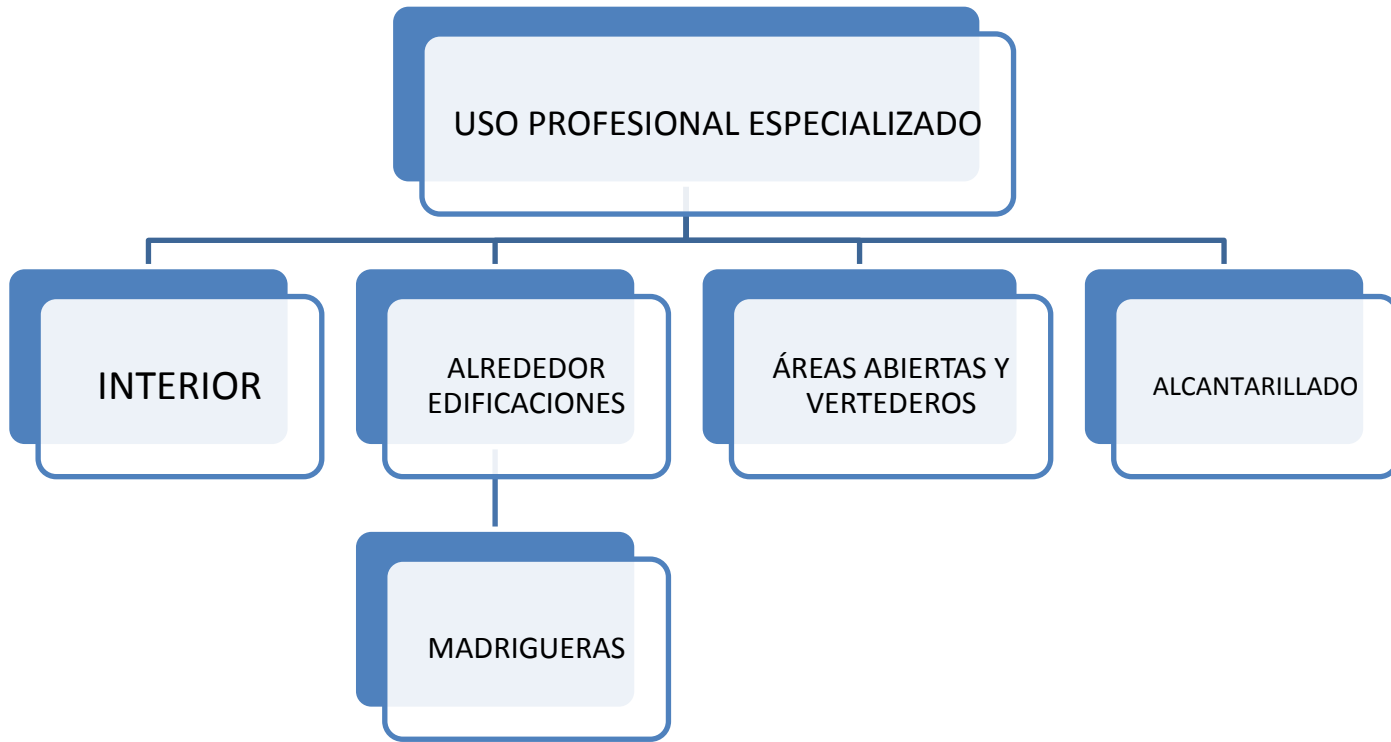 USO PROFESIONAL ESPECIALIZADO
INTERIOR
ALREDEDOR
EDIFICACIONES
ÁREAS ABIERTAS Y
VERTEDEROS
ALCANTARILLADO
MADRIGUERAS